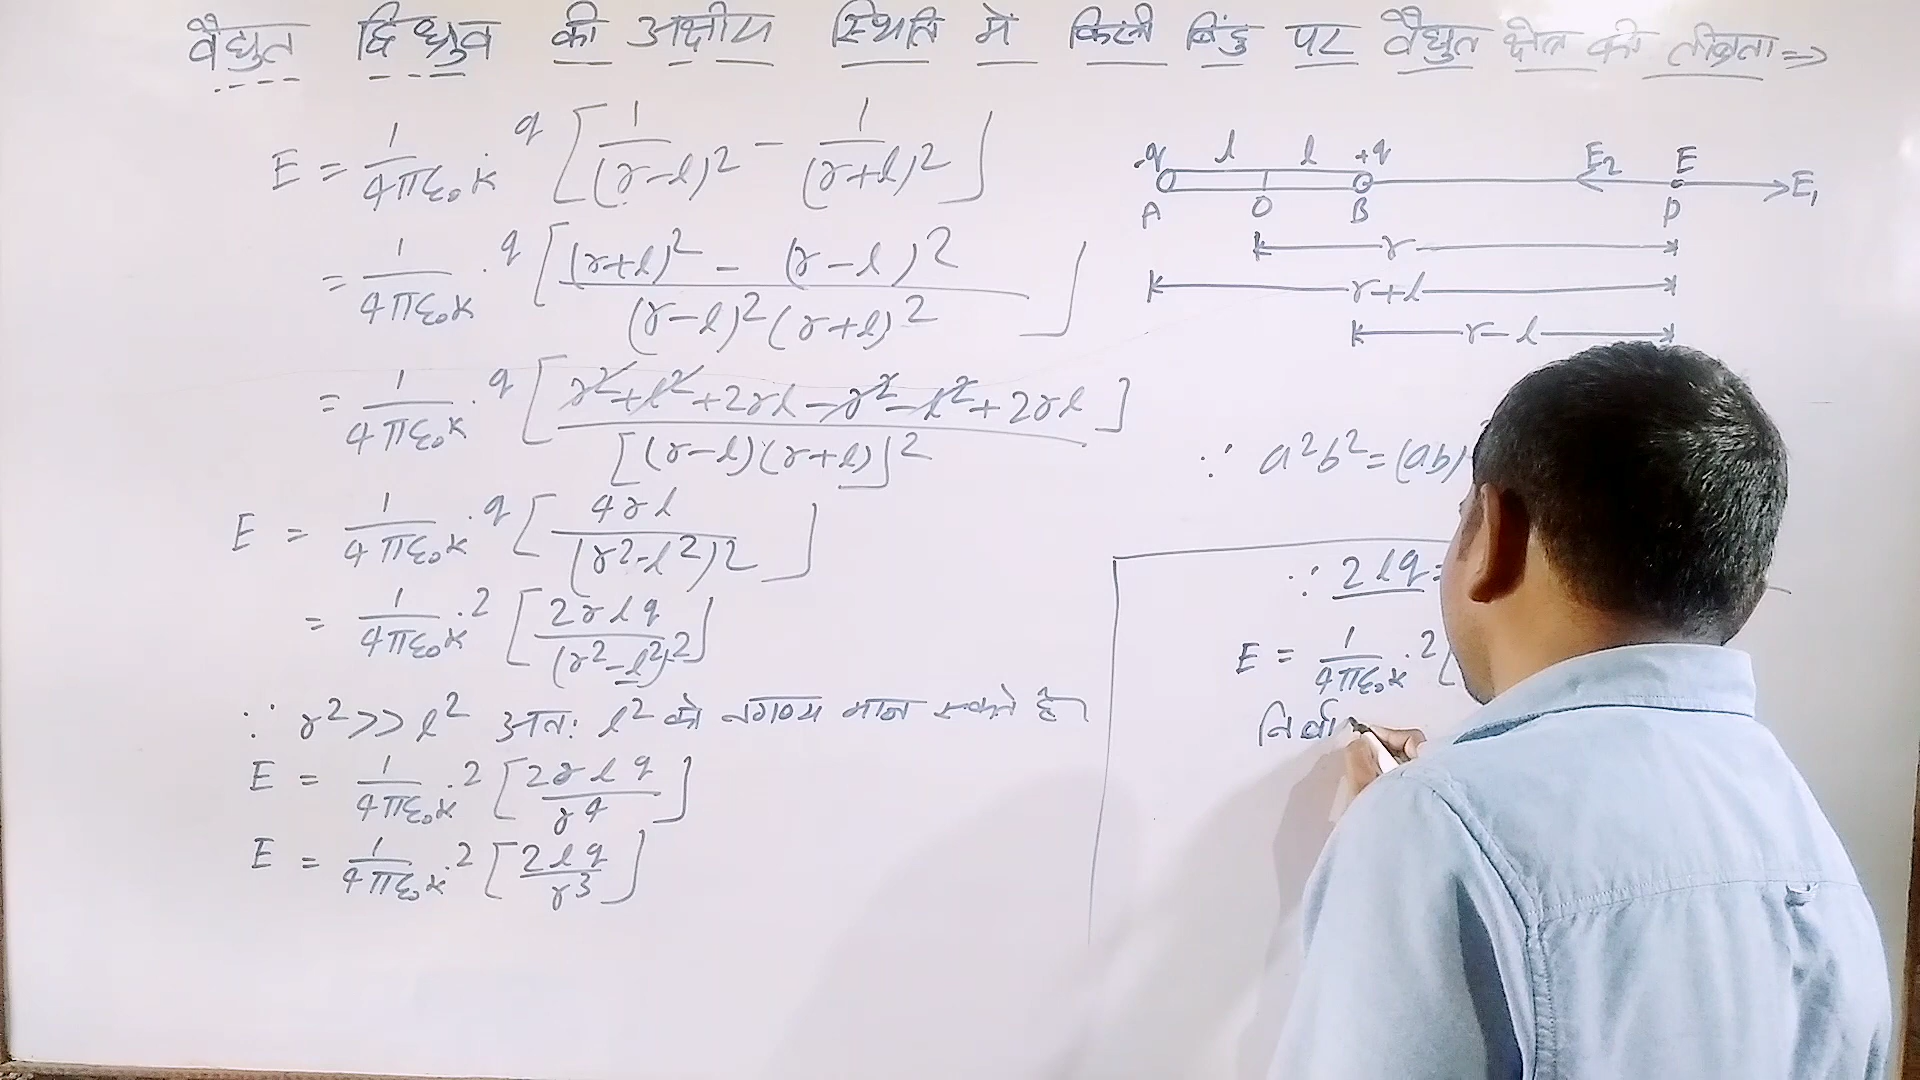 वैद्युत द्विध्रुव की अक्षीय स्थिति में किसी बिंदु पर वैद्युत क्षेत्र की तीव्रता ⇒
E = 1/4πε₀K · q [1/(r-l)² - 1/(r+l)²]
= 1/4πε₀K · q [(r+l)² - (r-l)²/(r-l)²(r+l)²]
= 1/4πε₀K · q [r²+l²+2rl-r²-l²+2rl/[(r-l)(r+l)]²]
E = 1/4πε₀K · q [4rl/(r²-l²)²]
= 1/4πε₀K · 2 [2rlq/(r²-l²)²]
∵ r² >> l² अतः l² को नगण्य मान सकते है
E = 1/4πε₀K · 2 [2rlq/r⁴]
E = 1/4πε₀K · 2 [2lq/r³]
-q l l +q E₂ E E₁
A O B P
r
r+l
r-l
∵ a²b² = (ab)
∵ 2lq =
E = 1/4πε₀K · 2 [
निर्वा